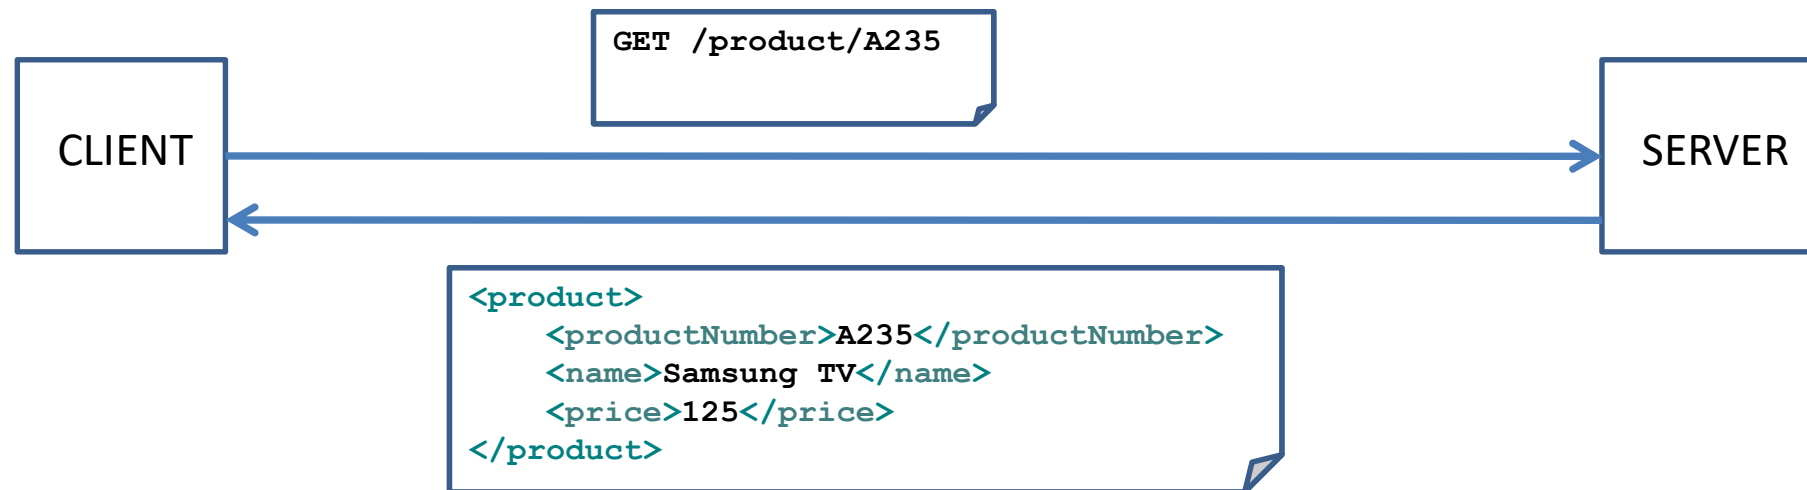 GET /product/A235
CLIENT
SERVER
<product>
<productNumber>A235</productNumber>
<name>Samsung TV</name>
<price>125</price>
</product>